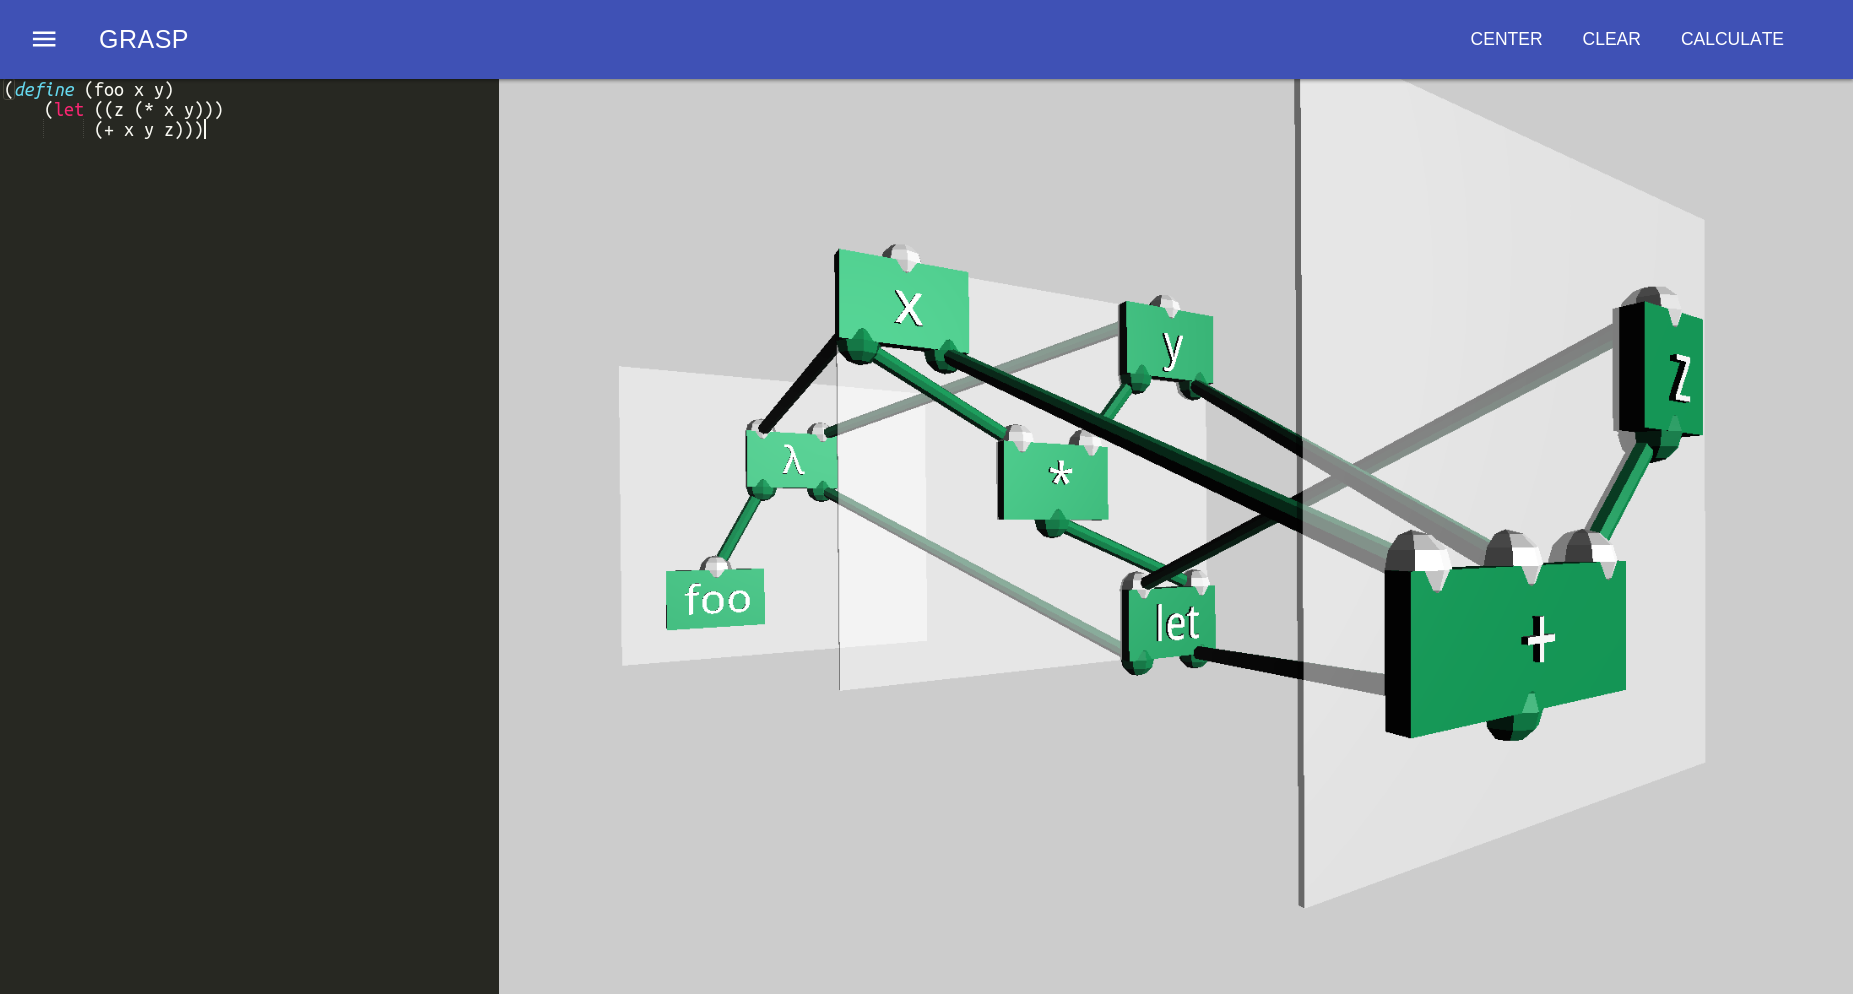 GRASP
CENTER CLEAR CALCULATE
(define (foo x y)
    (let ((z (* x y)))
         (+ x y z)))
x
y
z
λ
*
foo
let
+